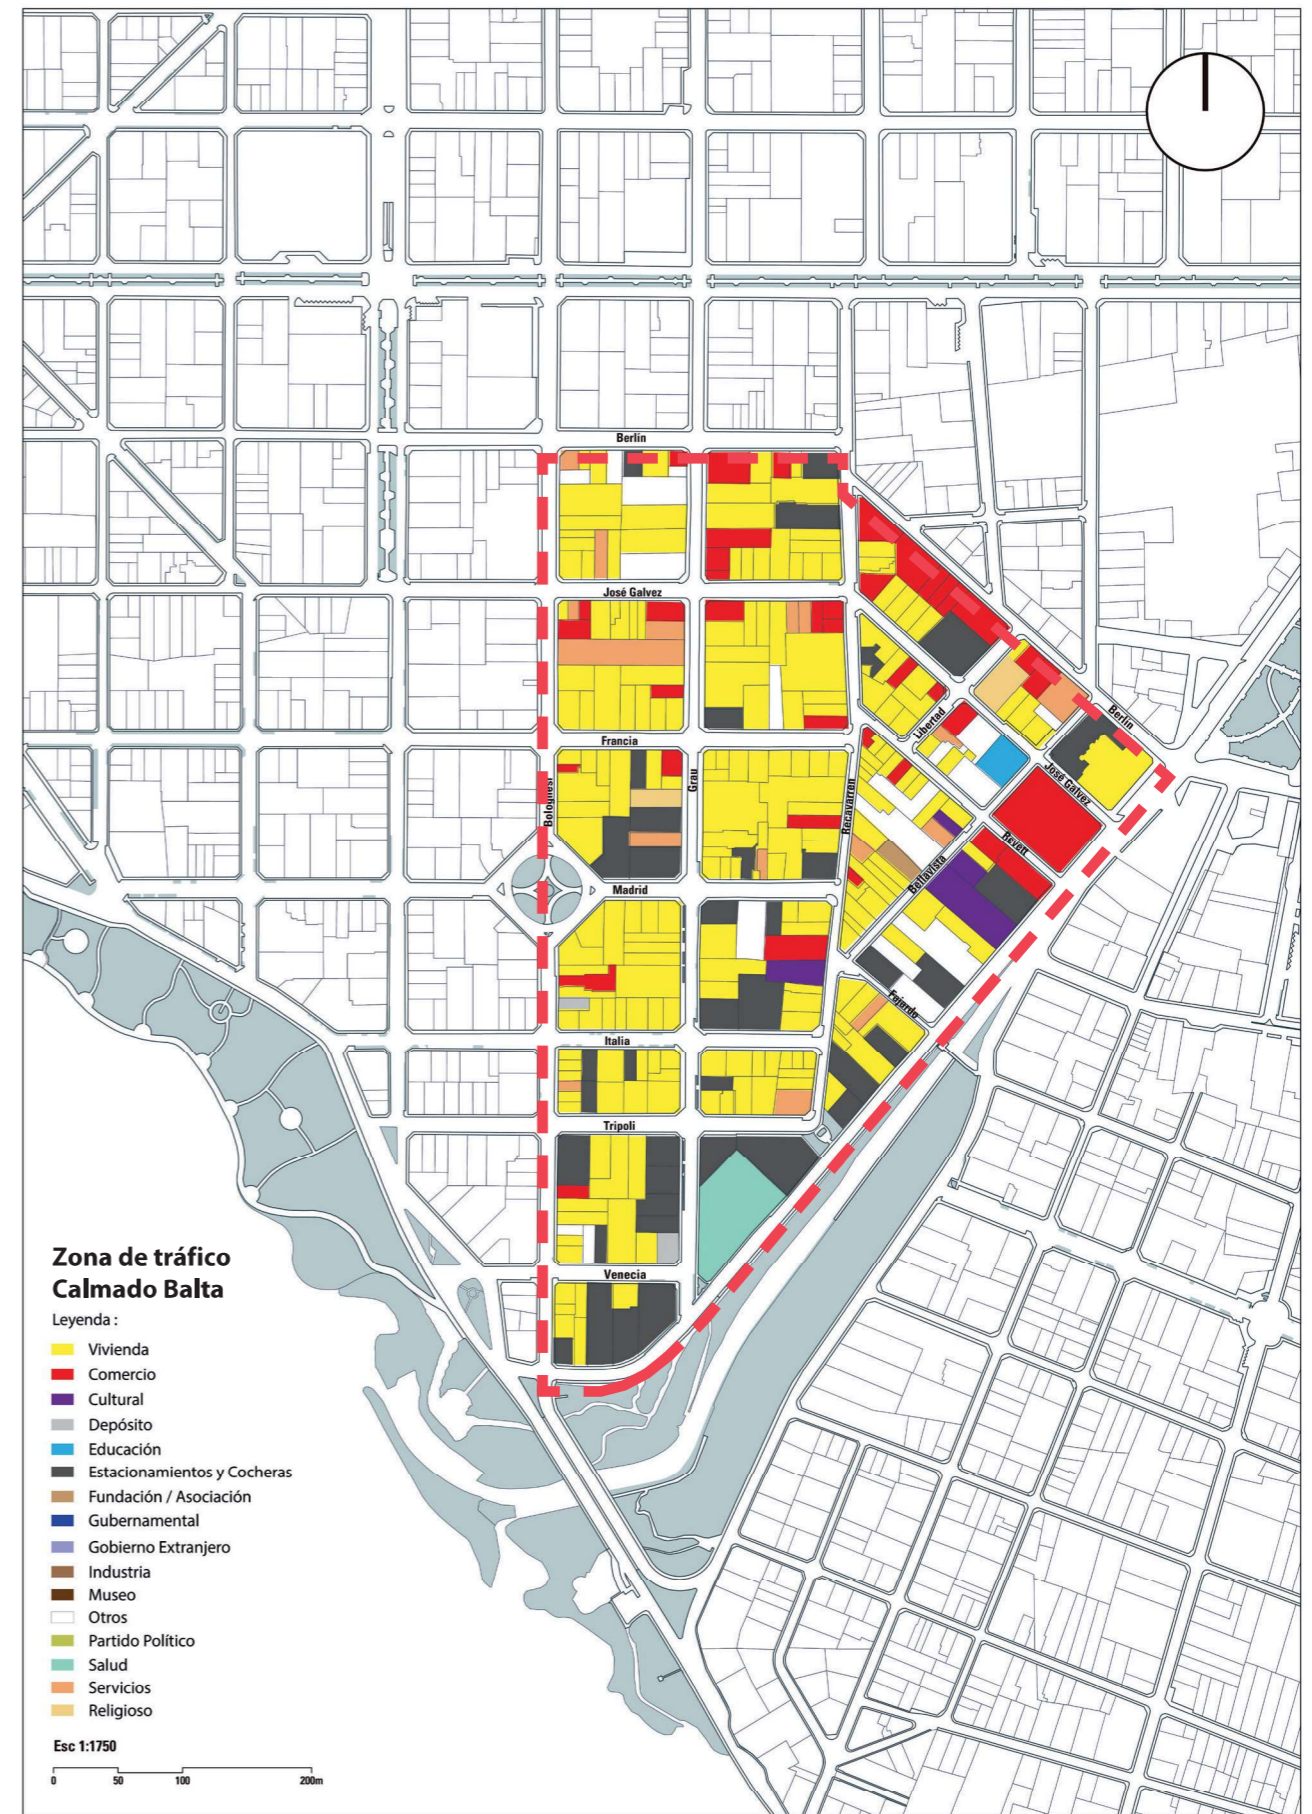 Berlín
José Galvez
Francia
Libertad
Berlín
José Galvez
Bolognesi
Grau
Recavarren
Revett
Bellavista
Madrid
Fajardo
Italia
Tripoli
Venecia
Zona de tráfico
Calmado Balta
Leyenda :
Vivienda
Comercio
Cultural
Depósito
Educación
Estacionamientos y Cocheras
Fundación / Asociación
Gubernamental
Gobierno Extranjero
Industria
Museo
Otros
Partido Político
Salud
Servicios
Religioso
Esc 1:1750
0 50 100 200m